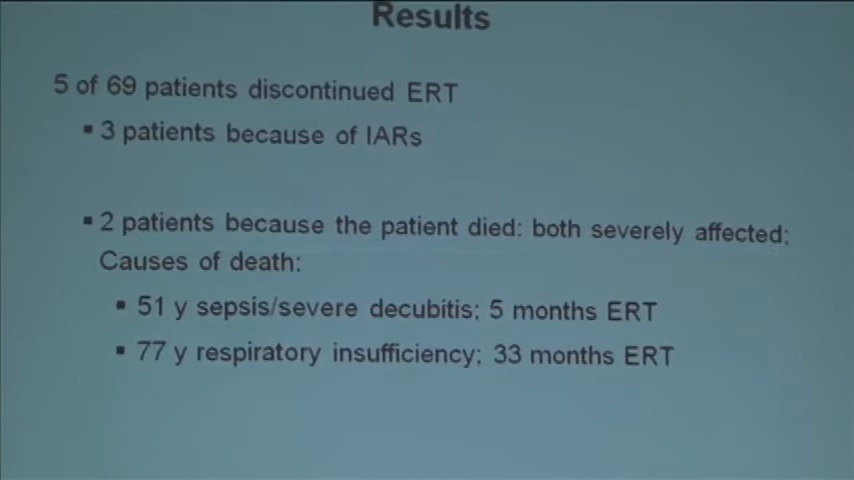 Results
5 of 69 patients discontinued ERT
▪ 3 patients because of IARs
▪ 2 patients because the patient died: both severely affected;
Causes of death:
▪ 51 y sepsis/severe decubitis; 5 months ERT
▪ 77 y respiratory insufficiency; 33 months ERT